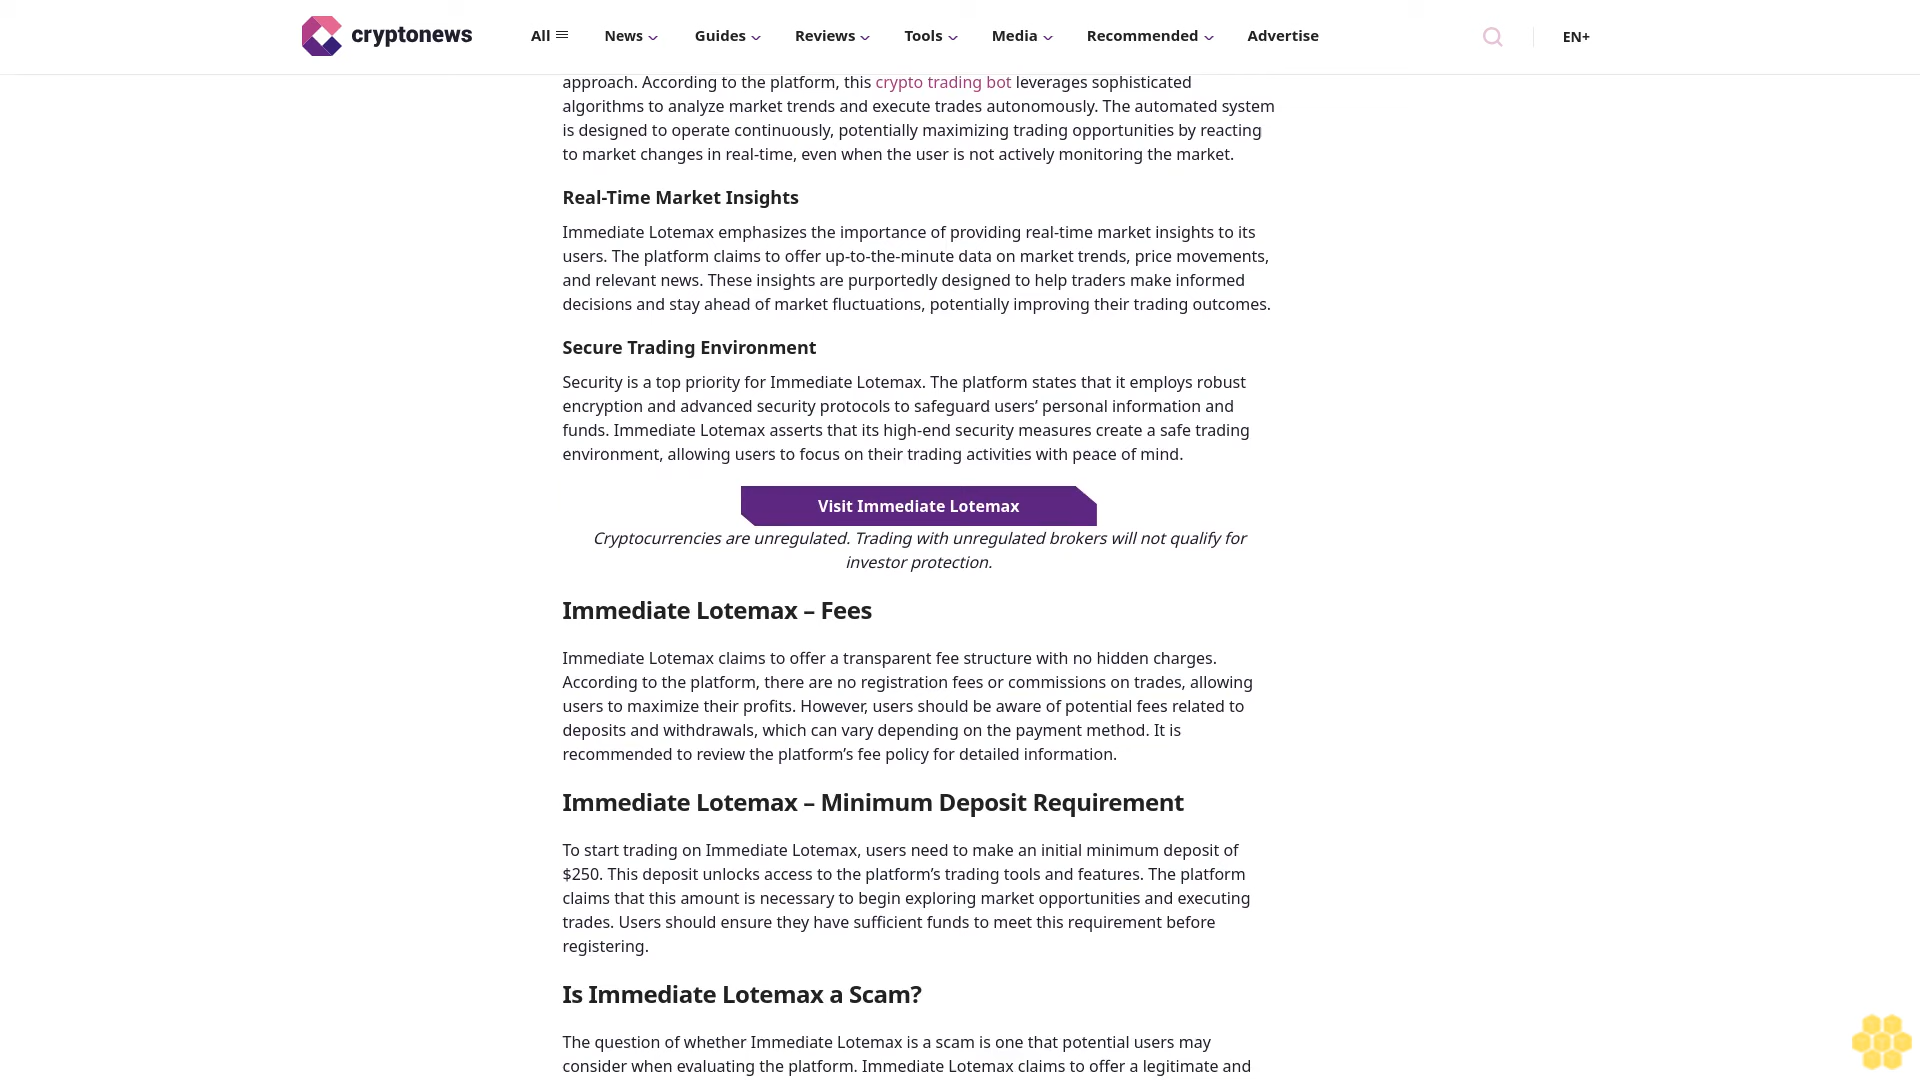 cryptonews
All
News
Guides
Reviews
Tools
Media
Recommended
Advertise
EN+
approach. According to the platform, this crypto trading bot leverages sophisticated
algorithms to analyze market trends and execute trades autonomously. The automated system
is designed to operate continuously, potentially maximizing trading opportunities by reacting
to market changes in real-time, even when the user is not actively monitoring the market.
Real-Time Market Insights
Immediate Lotemax emphasizes the importance of providing real-time market insights to its
users. The platform claims to offer up-to-the-minute data on market trends, price movements,
and relevant news. These insights are purportedly designed to help traders make informed
decisions and stay ahead of market fluctuations, potentially improving their trading outcomes.
Secure Trading Environment
Security is a top priority for Immediate Lotemax. The platform states that it employs robust
encryption and advanced security protocols to safeguard users’ personal information and
funds. Immediate Lotemax asserts that its high-end security measures create a safe trading
environment, allowing users to focus on their trading activities with peace of mind.
Visit Immediate Lotemax
Cryptocurrencies are unregulated. Trading with unregulated brokers will not qualify for
investor protection.
Immediate Lotemax – Fees
Immediate Lotemax claims to offer a transparent fee structure with no hidden charges.
According to the platform, there are no registration fees or commissions on trades, allowing
users to maximize their profits. However, users should be aware of potential fees related to
deposits and withdrawals, which can vary depending on the payment method. It is
recommended to review the platform’s fee policy for detailed information.
Immediate Lotemax – Minimum Deposit Requirement
To start trading on Immediate Lotemax, users need to make an initial minimum deposit of
$250. This deposit unlocks access to the platform’s trading tools and features. The platform
claims that this amount is necessary to begin exploring market opportunities and executing
trades. Users should ensure they have sufficient funds to meet this requirement before
registering.
Is Immediate Lotemax a Scam?
The question of whether Immediate Lotemax is a scam is one that potential users may
consider when evaluating the platform. Immediate Lotemax claims to offer a legitimate and